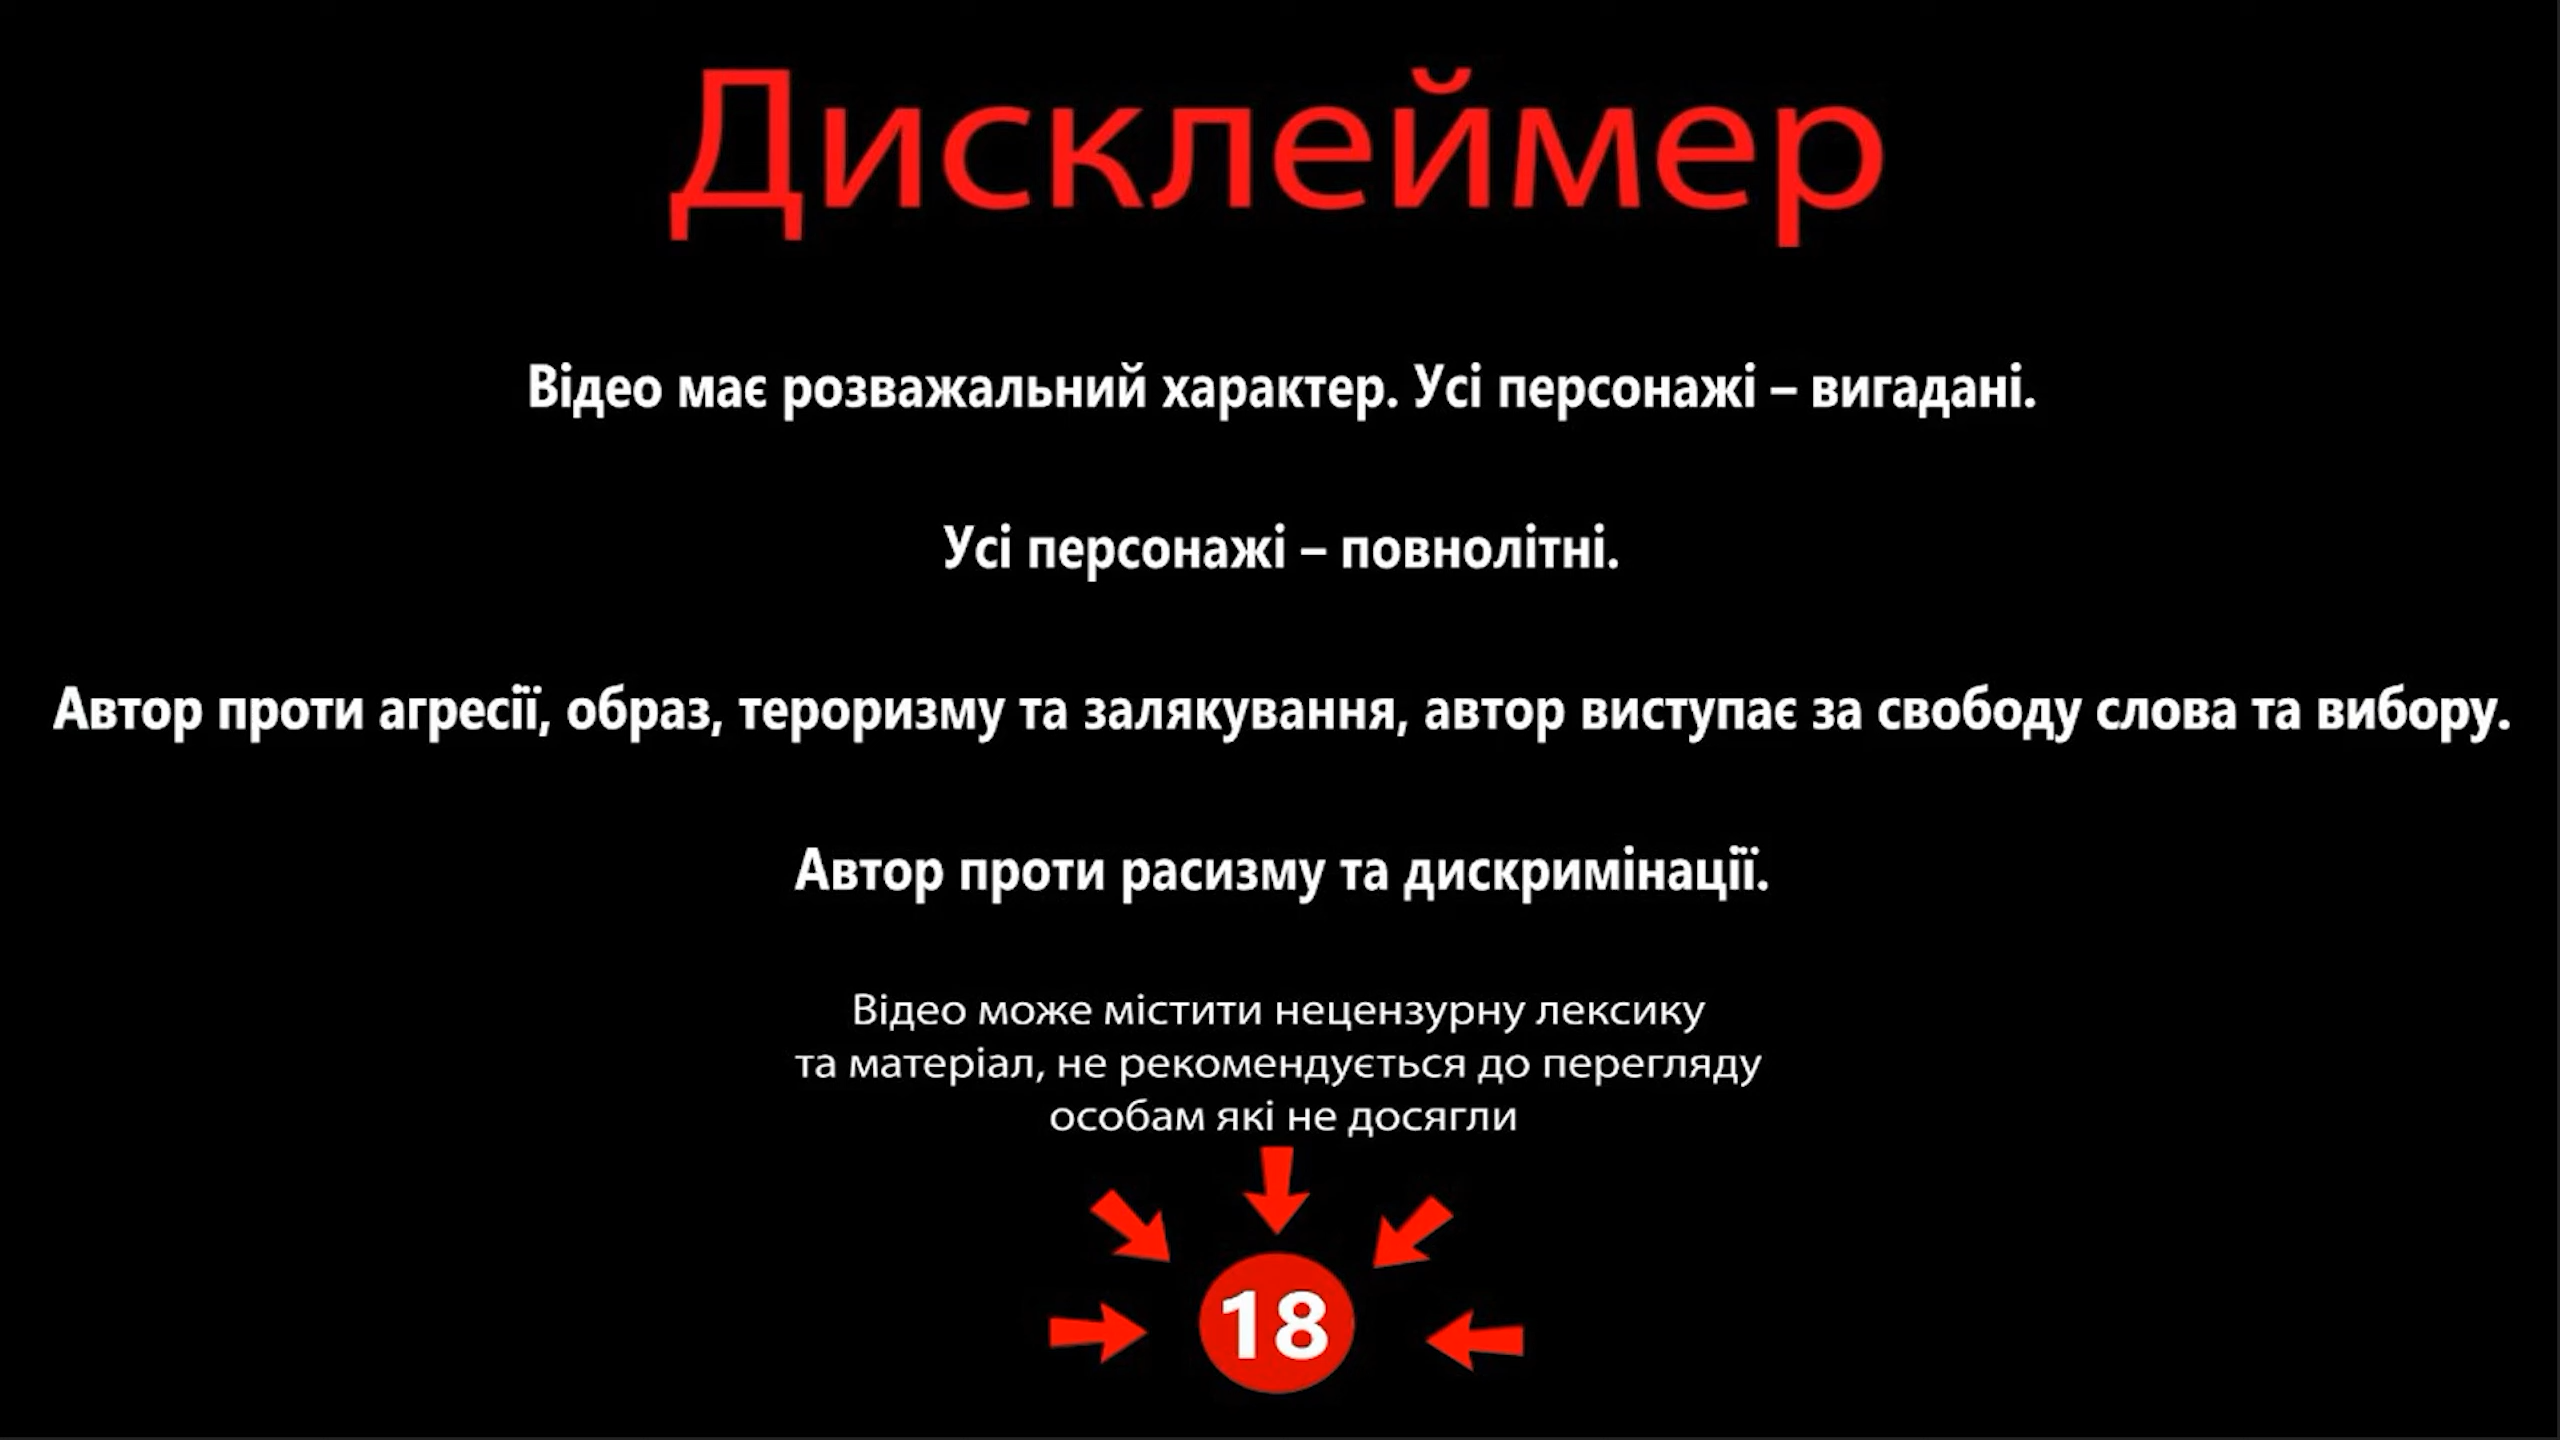 Дисклеймер
Відео має розважальний характер. Усі персонажі – вигадані.
Усі персонажі – повнолітні.
Автор проти агресії, образ, тероризму та залякування, автор виступає за свободу слова та вибору.
Автор проти расизму та дискримінації.
Відео може містити нецензурну лексику
та матеріал, не рекомендується до перегляду
особам які не досягли
18